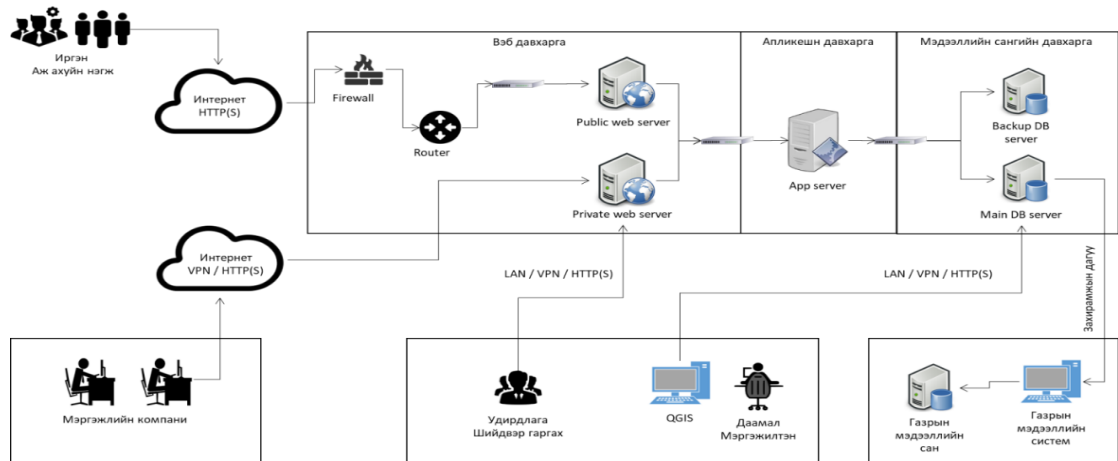 Иргэн
Аж ахуйн нэгж
Интернет
HTTP(S)
Вэб давхарга
Апликешн давхарга
Мэдээллийн сангийн давхарга
Firewall
Router
Public web server
Private web server
App server
Backup DB
server
Main DB server
Интернет
VPN / HTTP(S)
LAN / VPN / HTTP(S)
LAN / VPN / HTTP(S)
Захирамжын дагуу
Мэргэжлийн компани
Удирдлага
Шийдвэр гаргах
QGIS
Даамал
Мэргэжилтэн
Газрын
мэдээллийн
сан
Газрын
мэдээллийн
систем